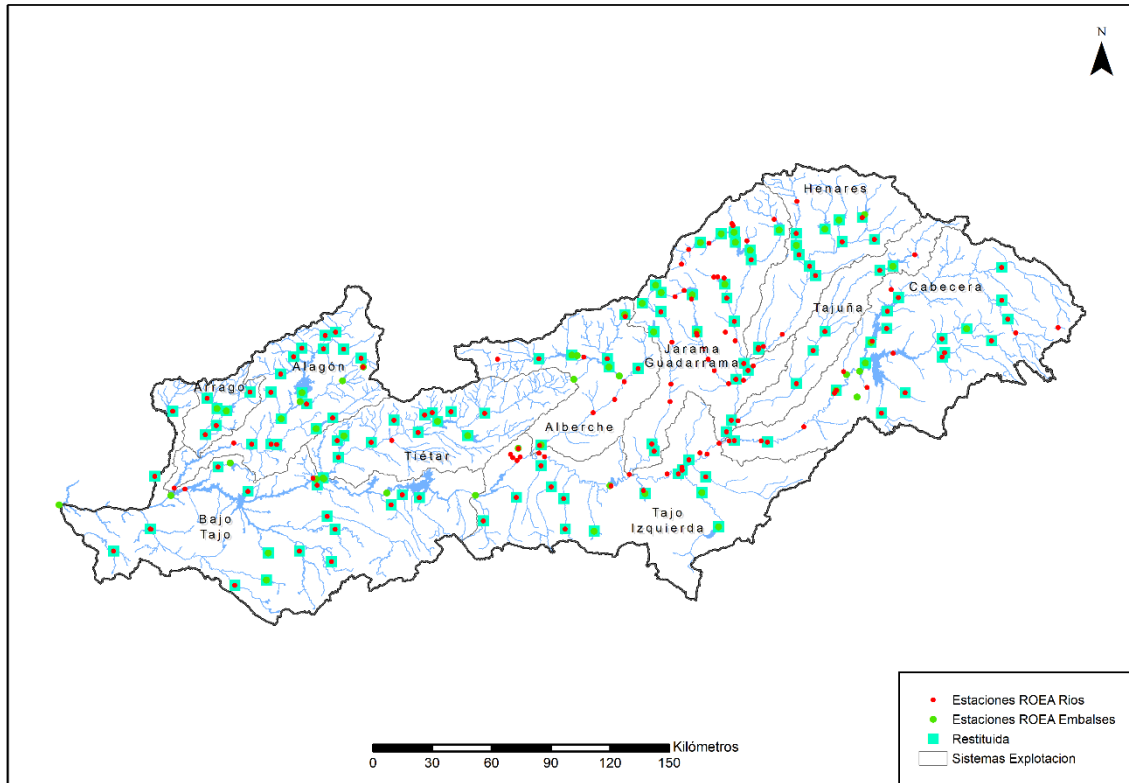 N
Henares
Cabecera
Tajuña
Jarama
Guadarrama
Alagón
Arrago
Alberche
Tiétar
Bajo
Tajo
Tajo
Izquierda
Estaciones ROEA Rios
Estaciones ROEA Embalses
Restituida
Sistemas Explotacion
Kilómetros
0 30 60 90 120 150